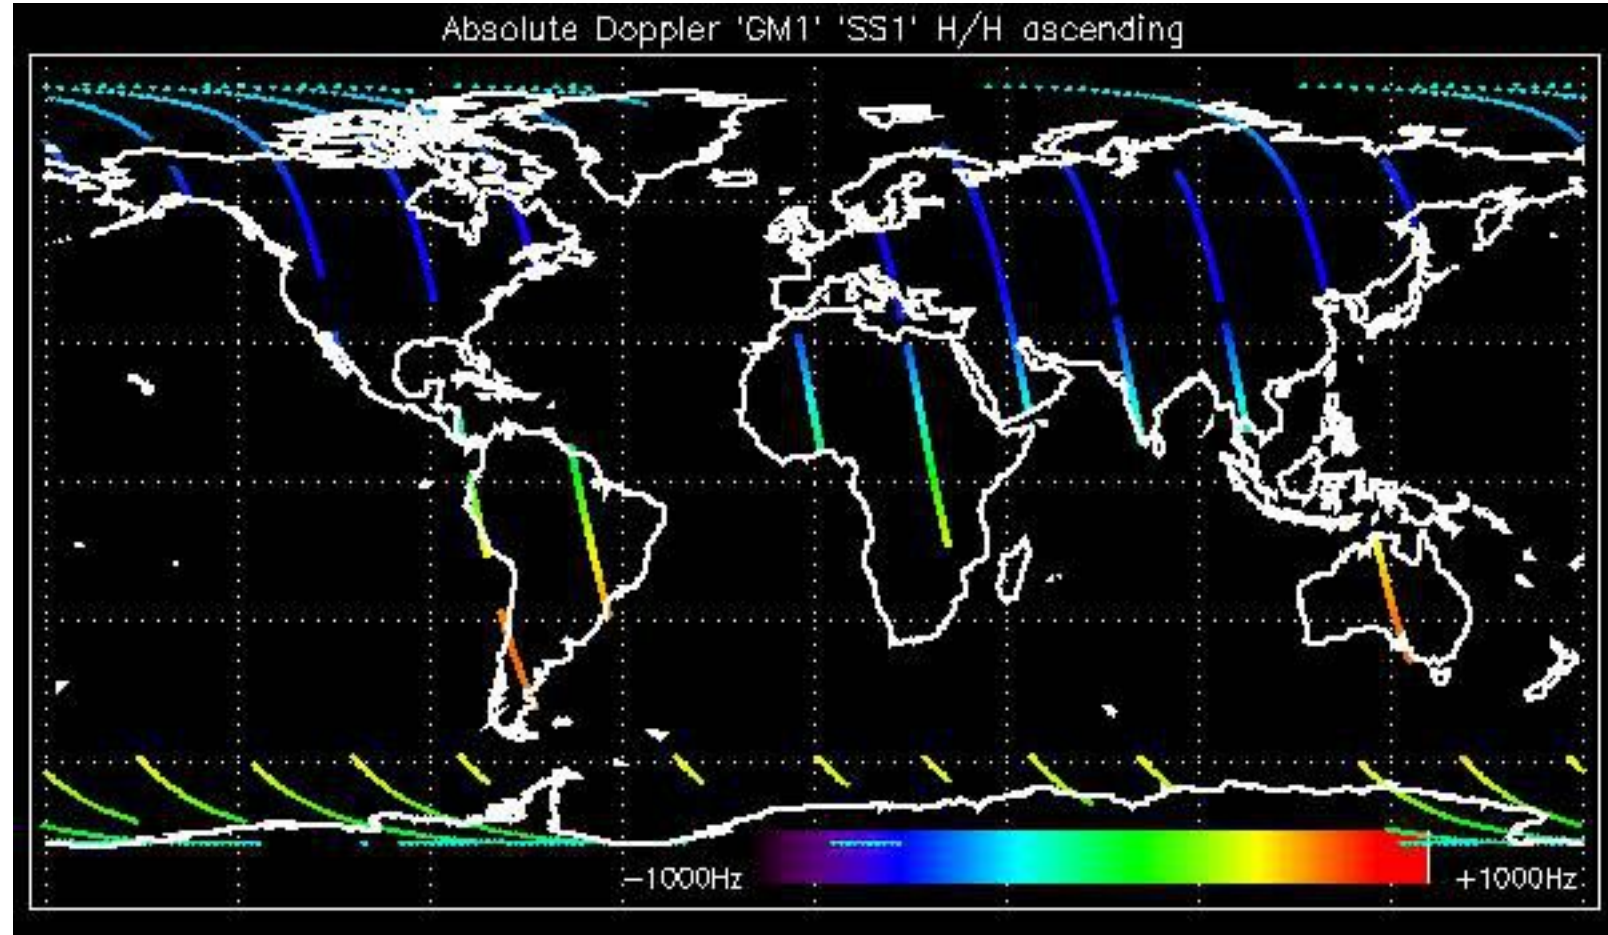 Absolute Doppler 'GM1' 'SS1' H/H ascending
−1000Hz +1000Hz